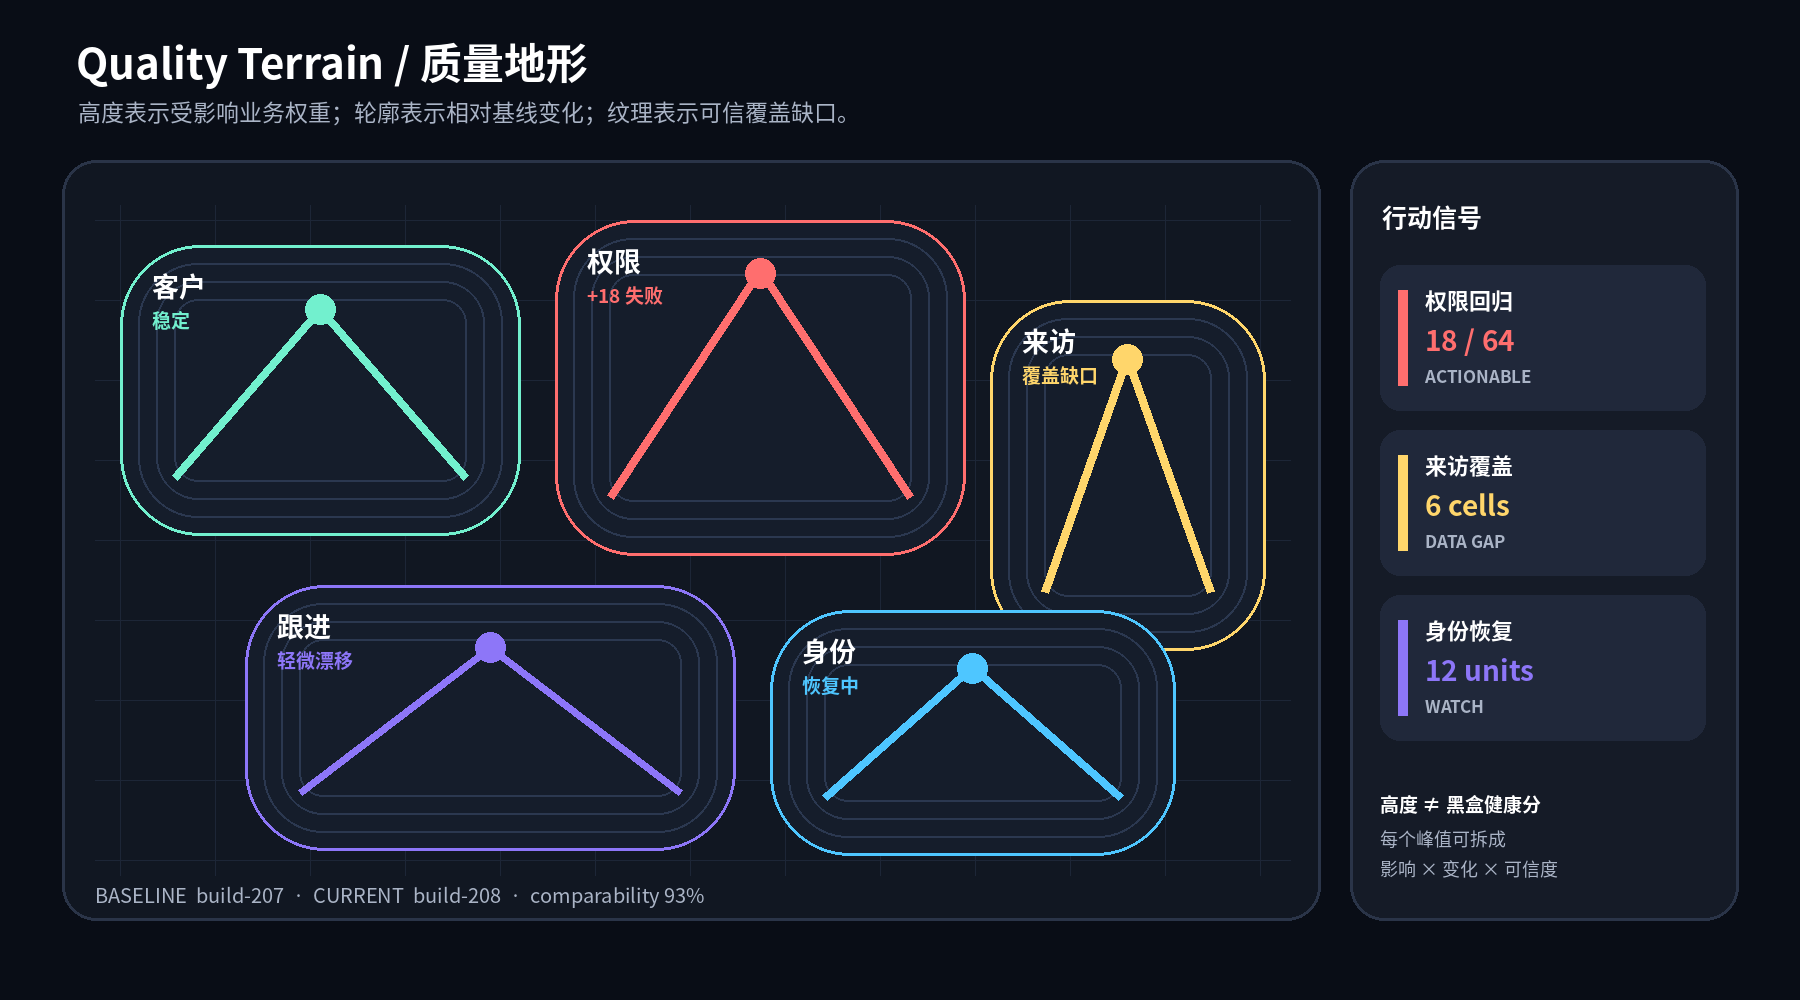 Quality Terrain / 质量地形
高度表示受影响业务权重；轮廓表示相对基线变化；纹理表示可信覆盖缺口。
客户
稳定
权限
+18 失败
来访
覆盖缺口
跟进
轻微漂移
身份
恢复中
BASELINE build-207 · CURRENT build-208 · comparability 93%
行动信号
权限回归
18 / 64
ACTIONABLE
来访覆盖
6 cells
DATA GAP
身份恢复
12 units
WATCH
高度 ≠ 黑盒健康分
每个峰值可拆成
影响 × 变化 × 可信度